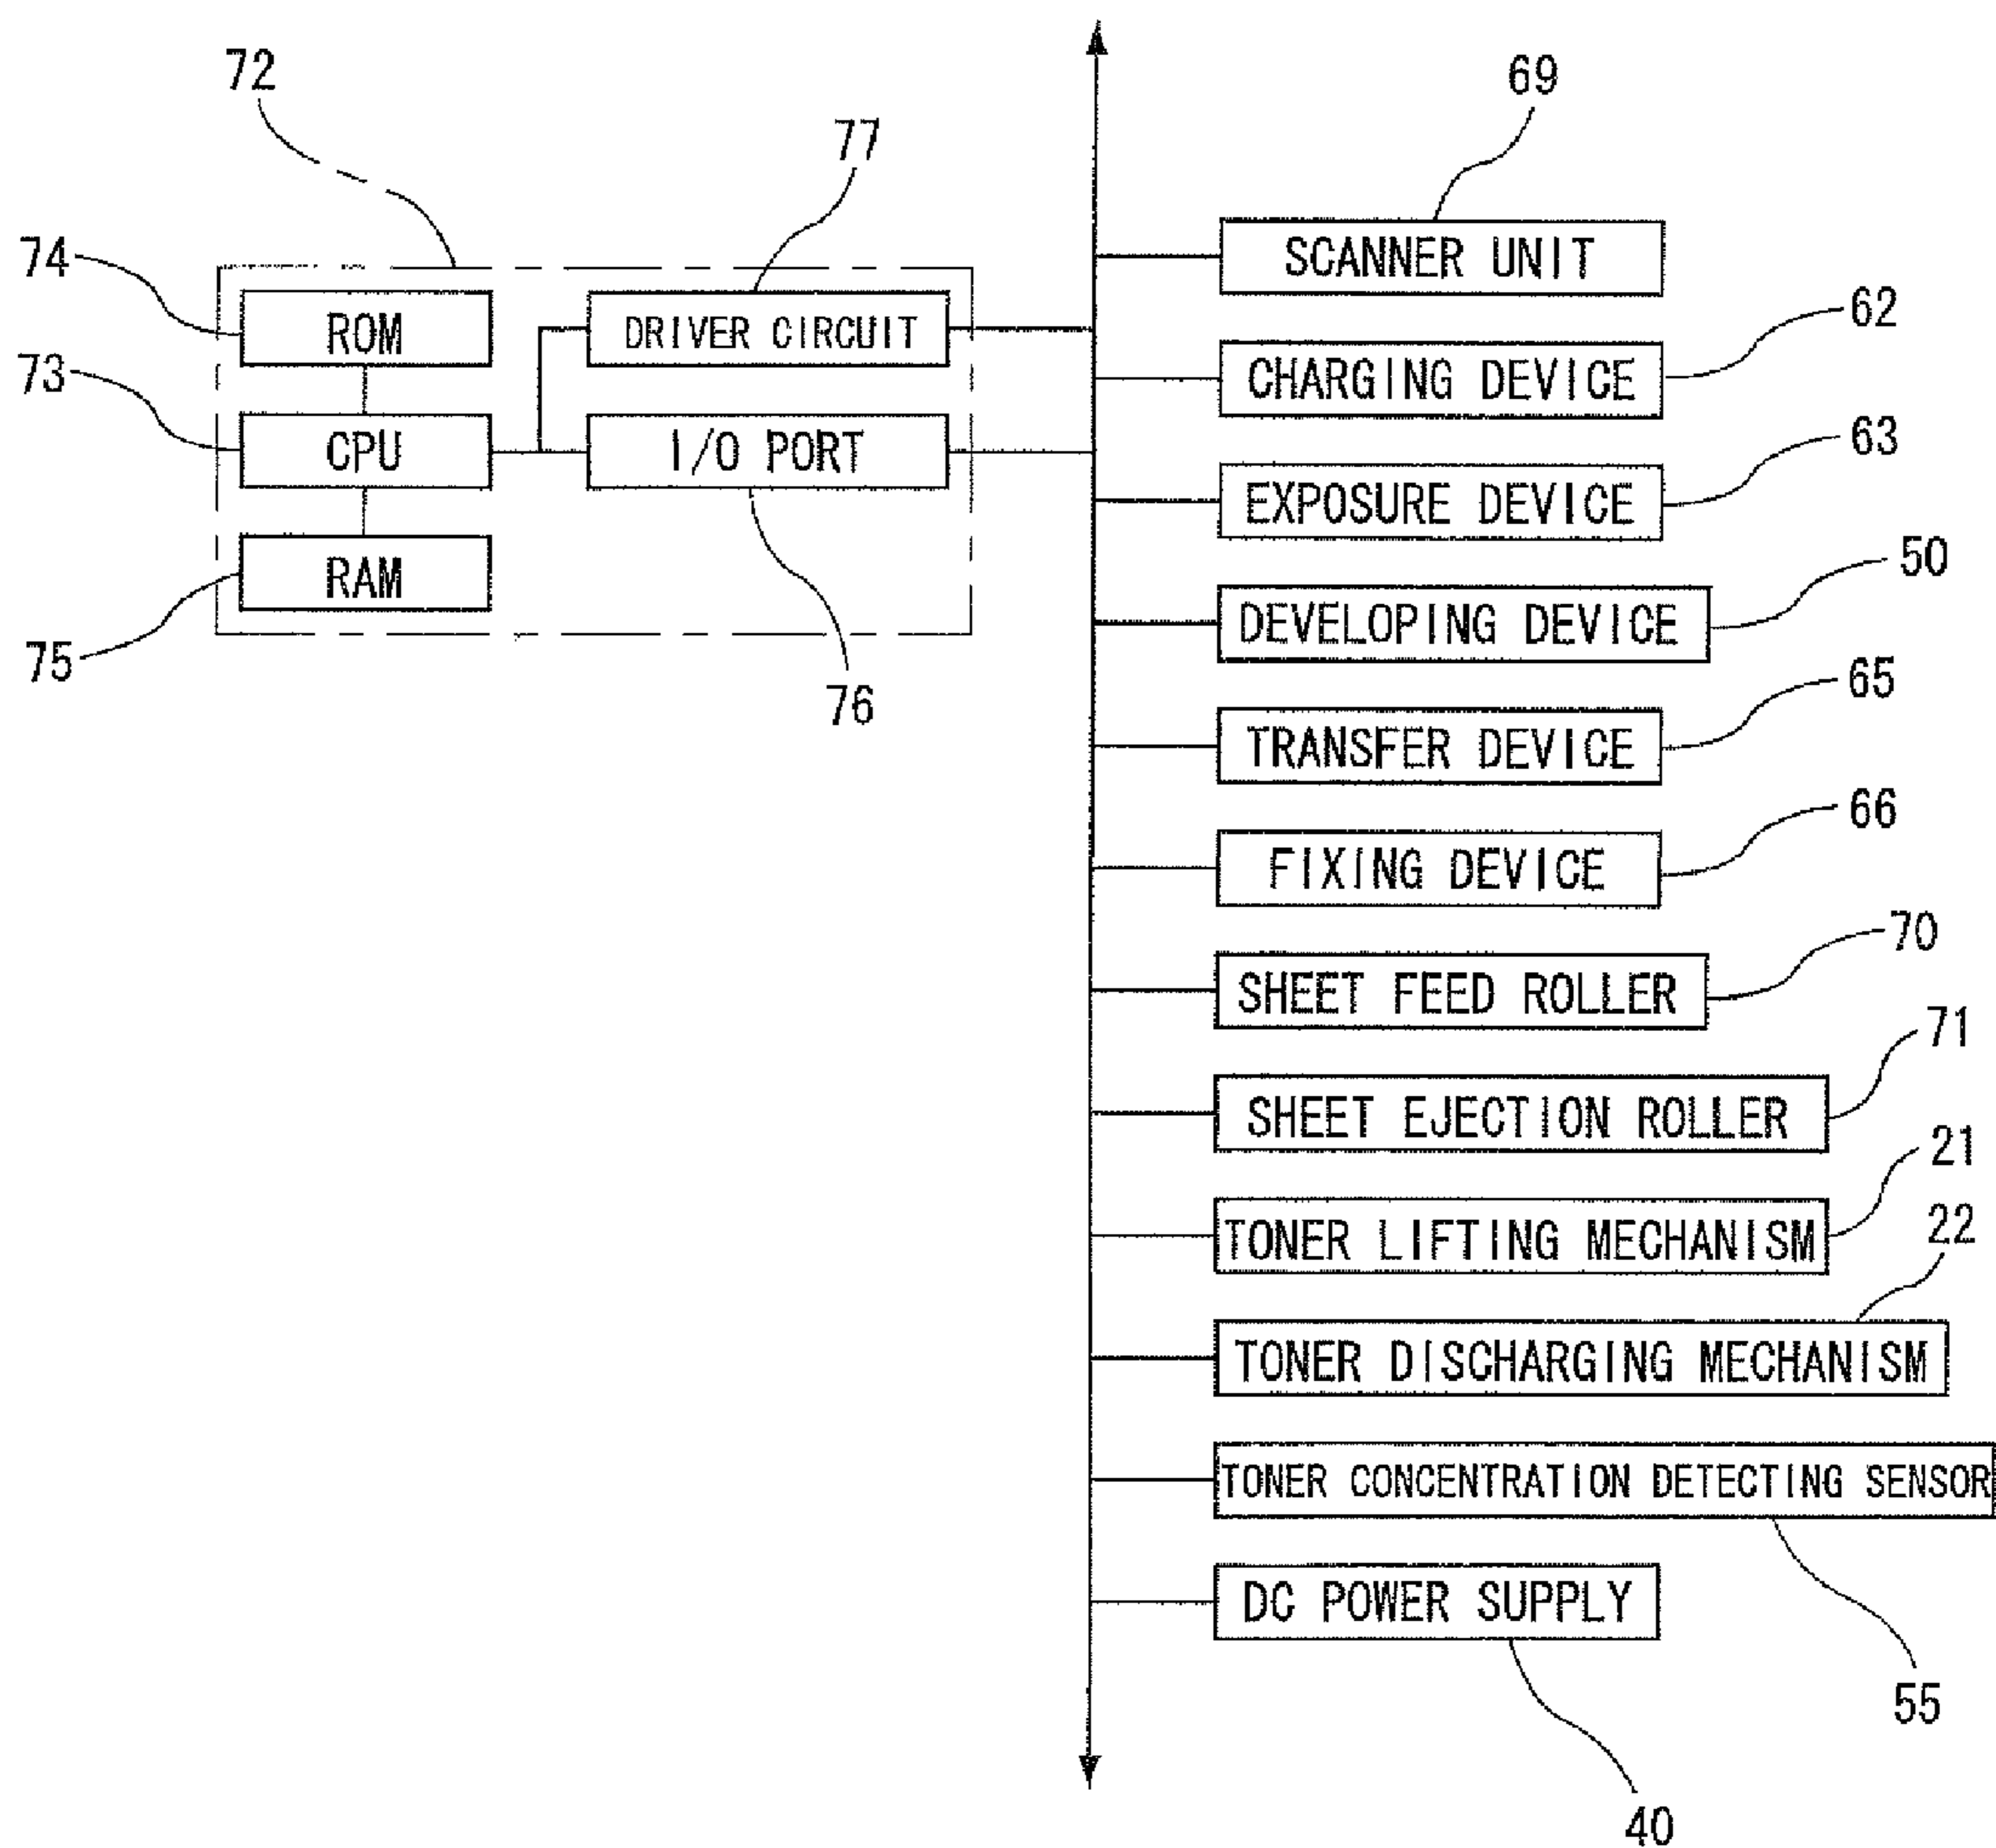 72
77
69
74
ROM
DRIVER CIRCUIT
SCANNER UNIT
62
73
CPU
I/O PORT
CHARGING DEVICE
63
EXPOSURE DEVICE
75
RAM
76
50
DEVELOPING DEVICE
65
TRANSFER DEVICE
66
FIXING DEVICE
70
SHEET FEED ROLLER
71
SHEET EJECTION ROLLER
21
TONER LIFTING MECHANISM
22
TONER DISCHARGING MECHANISM
TONER CONCENTRATION DETECTING SENSOR
55
DC POWER SUPPLY
40